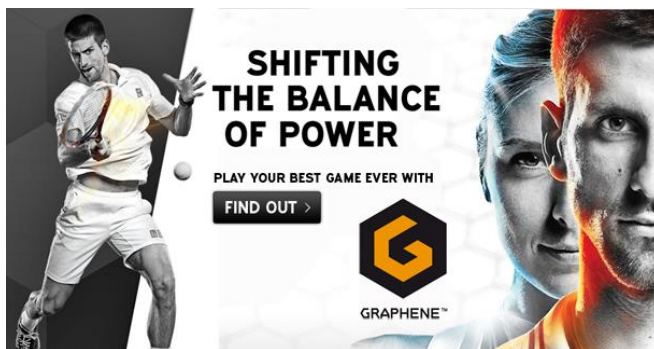 SHIFTING
THE BALANCE
OF POWER
PLAY YOUR BEST GAME EVER WITH
FIND OUT >
GRAPHENE™